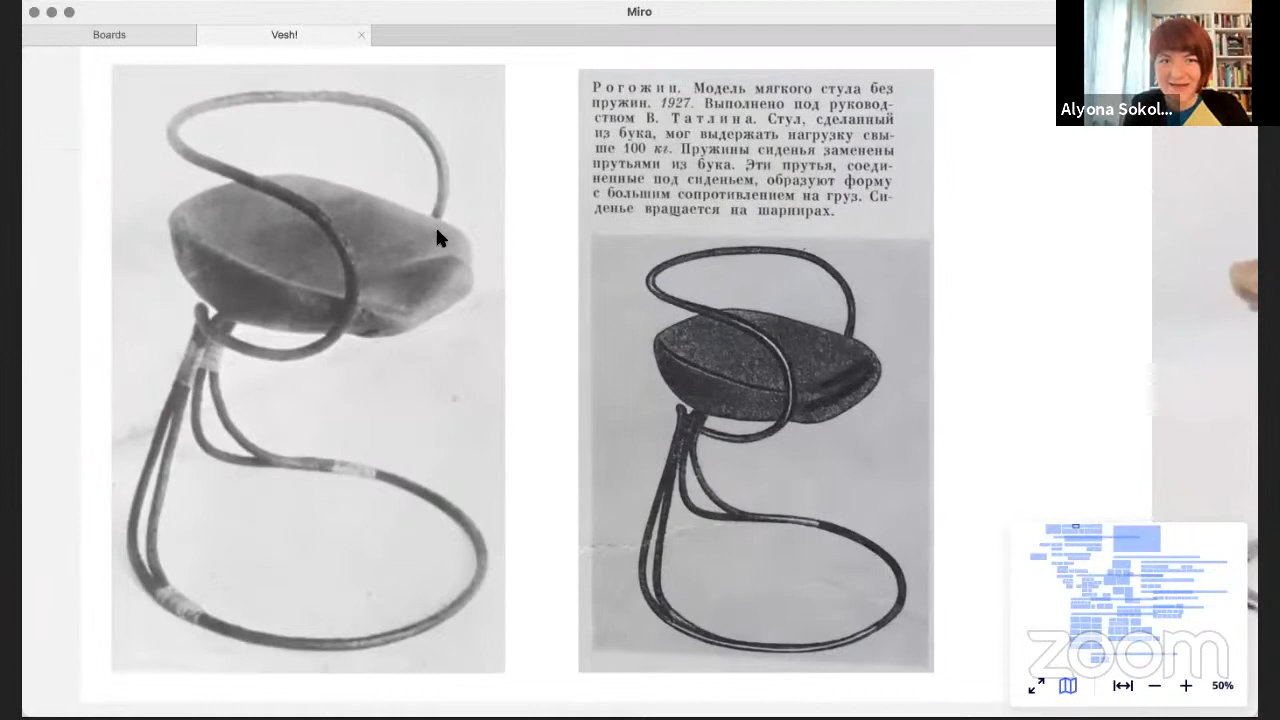 Miro
Boards
Vesh!
Alyona Sokol...
Рогожин. Модель мягкого стула без
пружин. 1927. Выполнено под руковод-
ством В. Татлина. Стул, сделанный
из бука, мог выдержать нагрузку свы-
ше 100 кг. Пружины сиденья заменены
прутьями из бука. Эти прутья, соеди-
ненные под сиденьем, образуют форму
с большим сопротивлением на груз. Си-
денье вращается на шарнирах.
zoom
50%